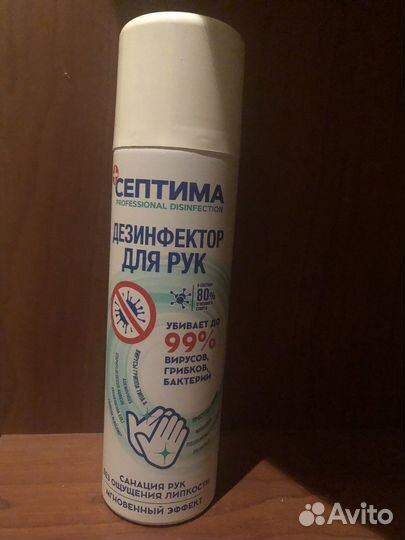 СЕПТИМА
PROFESSIONAL DISINFECTION
ДЕЗИНФЕКТОР
ДЛЯ РУК
В СОСТАВЕ
80%
УБИВАЕТ ДО
99%
ВИРУСОВ,
ГРИБКОВ,
БАКТЕРИЙ
САНАЦИЯ РУК
БЕЗ ОЩУЩЕНИЯ ЛИПКОСТИ
МГНОВЕННЫЙ ЭФФЕКТ
Avito